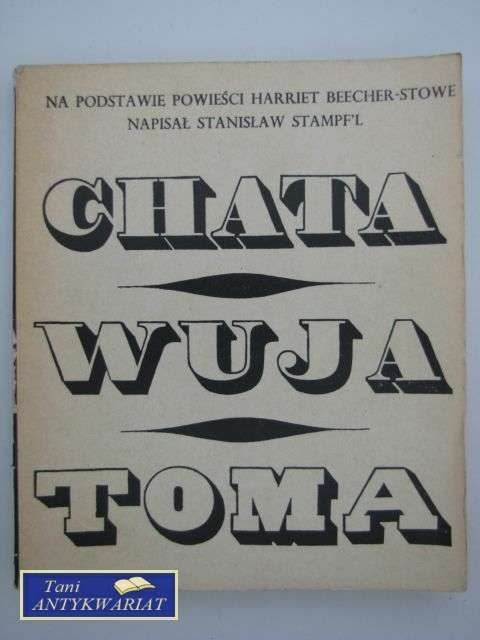 NA PODSTAWIE POWIEŚCI HARRIET BEECHER-STOWE
NAPISAŁ STANISŁAW STAMPF'L
CHATA
WUJA
TOMA
Tani
ANTYKWARIAT